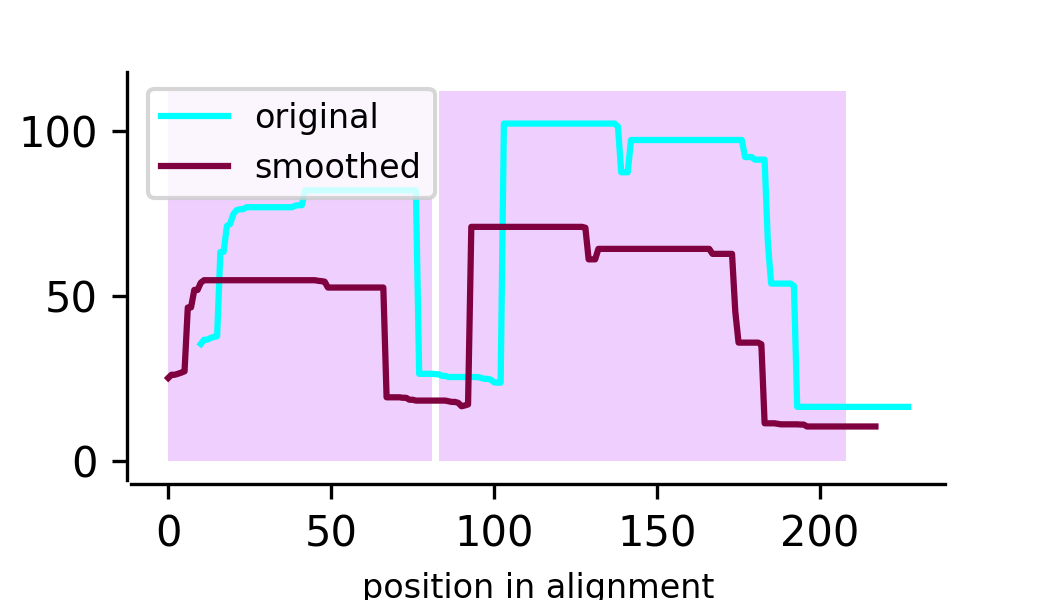 original
smoothed
100
50
0
0 50 100 150 200
position in alignment